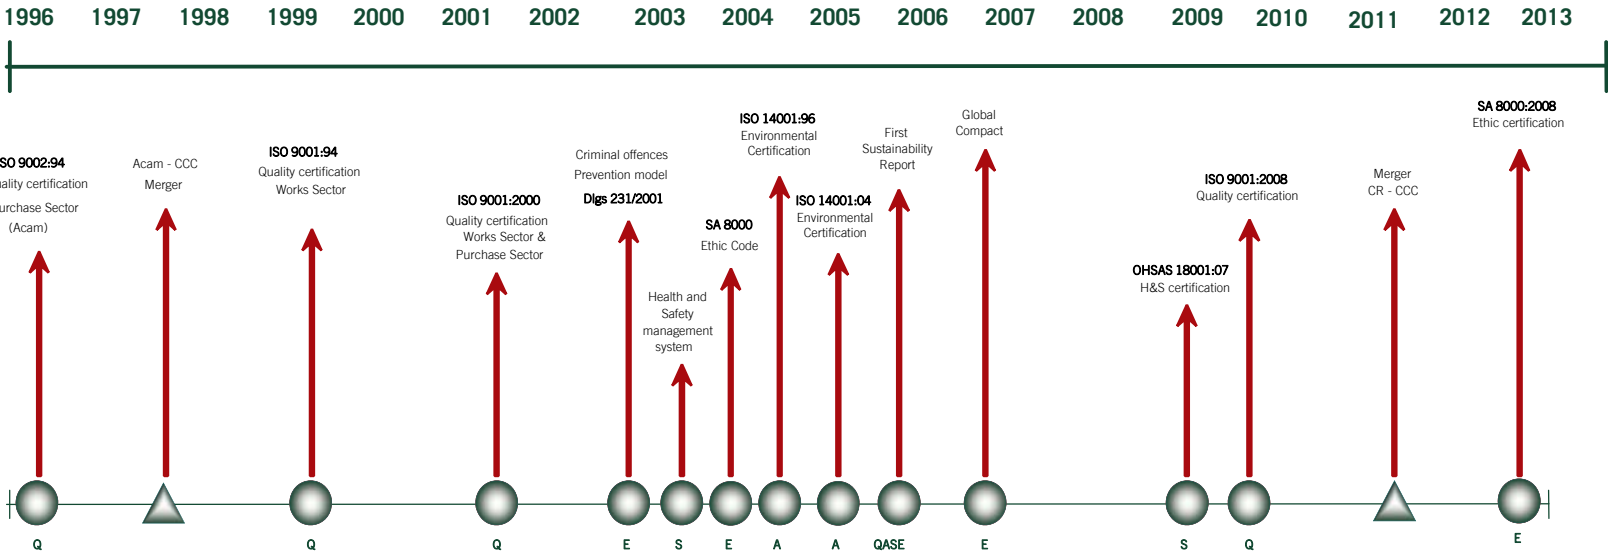 1996 1997 1998 1999 2000 2001 2002 2003 2004 2005 2006 2007 2008 2009 2010 2011 2012 2013
SO 9002:94
ality certification
urchase Sector
(Acam)
Acam - CCC
Merger
ISO 9001:94
Quality certification
Works Sector
ISO 9001:2000
Quality certification
Works Sector &
Purchase Sector
Criminal offences
Prevention model
Dlgs 231/2001
Health and
Safety
management
system
SA 8000
Ethic Code
ISO 14001:96
Environmental
Certification
ISO 14001:04
Environmental
Certification
First
Sustainability
Report
Global
Compact
OHSAS 18001:07
H&S certification
ISO 9001:2008
Quality certification
Merger
CR - CCC
SA 8000:2008
Ethic certification
Q Q Q E S E A A QASE E S Q E